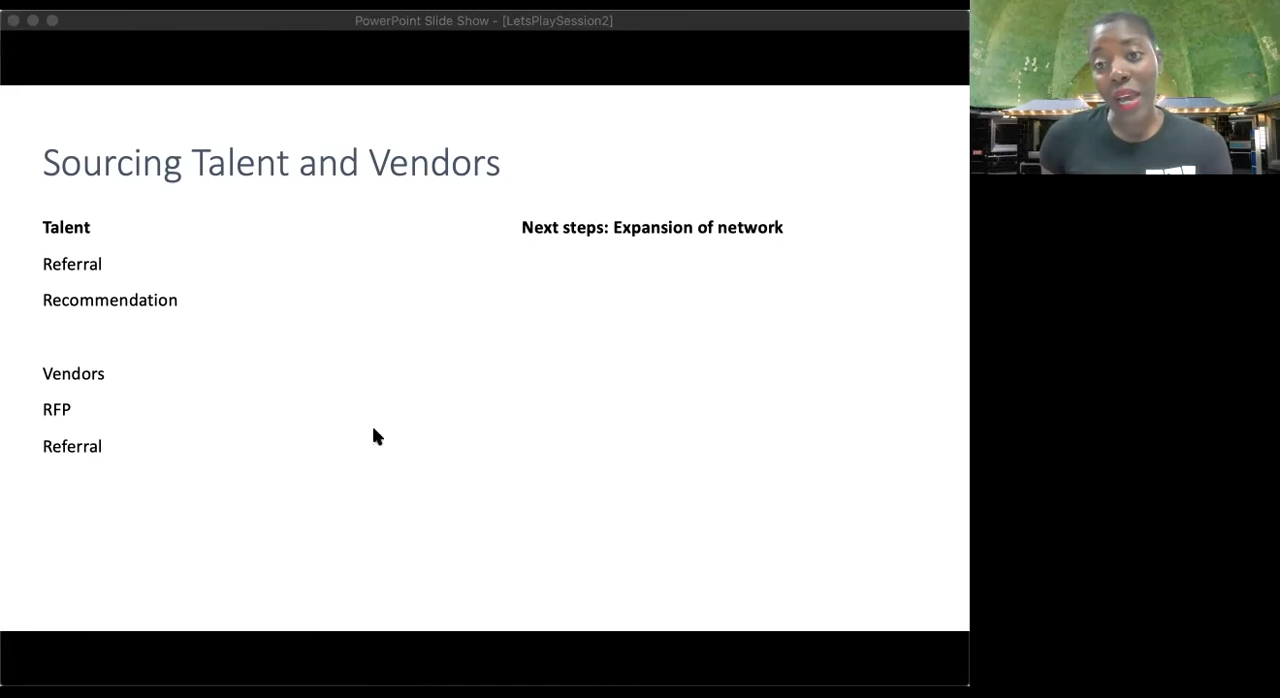 PowerPoint Slide Show - [LetsPlaySession2]
Sourcing Talent and Vendors
Talent
Referral
Recommendation
Vendors
RFP
Referral
Next steps: Expansion of network